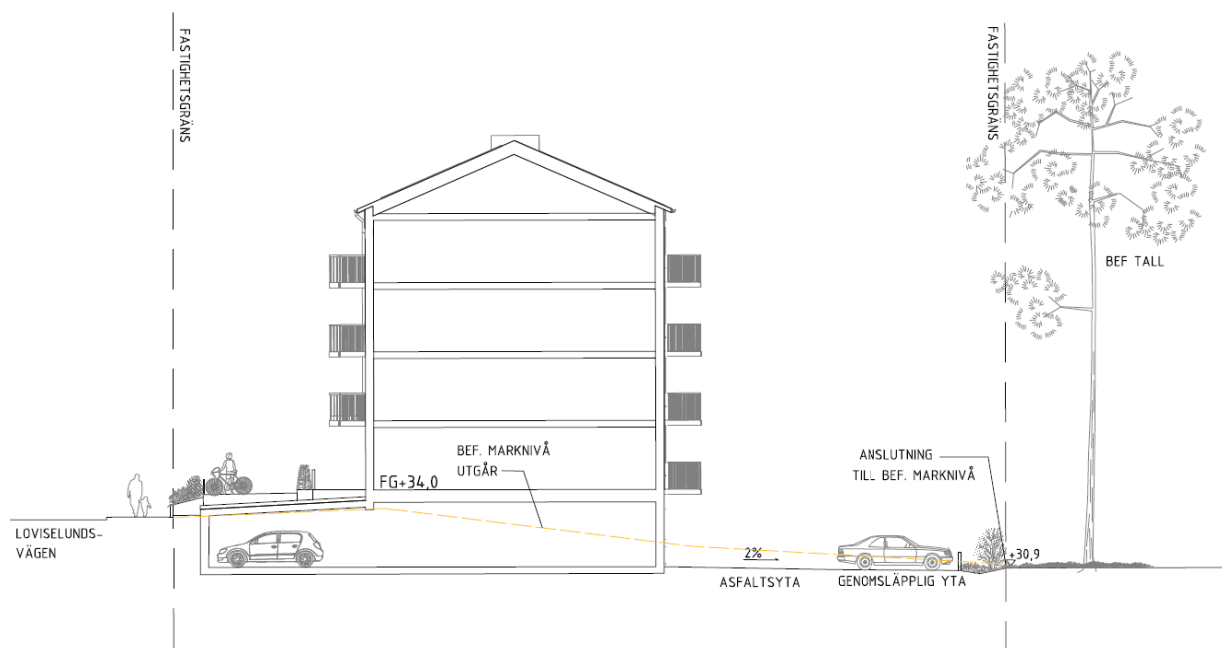 FASTIGHETSGRÄNS
FASTIGHETSGRÄNS
BEF TALL
BEF. MARKNIVÅ
UTGÅR
ANSLUTNING
TILL BEF. MARKNIVÅ
FG+34,0
LOVISELUNDS-
VÄGEN
2%
+30,9
ASFALTSYTA
GENOMSLÄPPLIG YTA